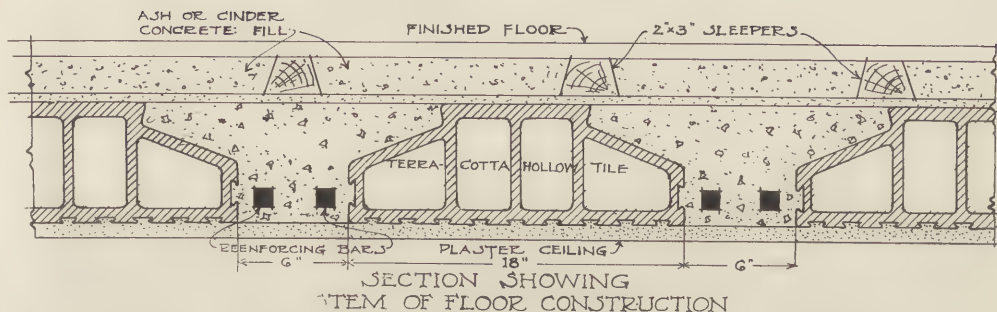 ASH OR CINDER
CONCRETE: FILL
FINISHED FLOOR
2"x3" SLEEPERS
TERRA-COTTA HOLLOW TILE
REENFORCING BARS
PLASTER CEILING
6"
18"
6"
SECTION SHOWING
TEM OF FLOOR CONSTRUCTION